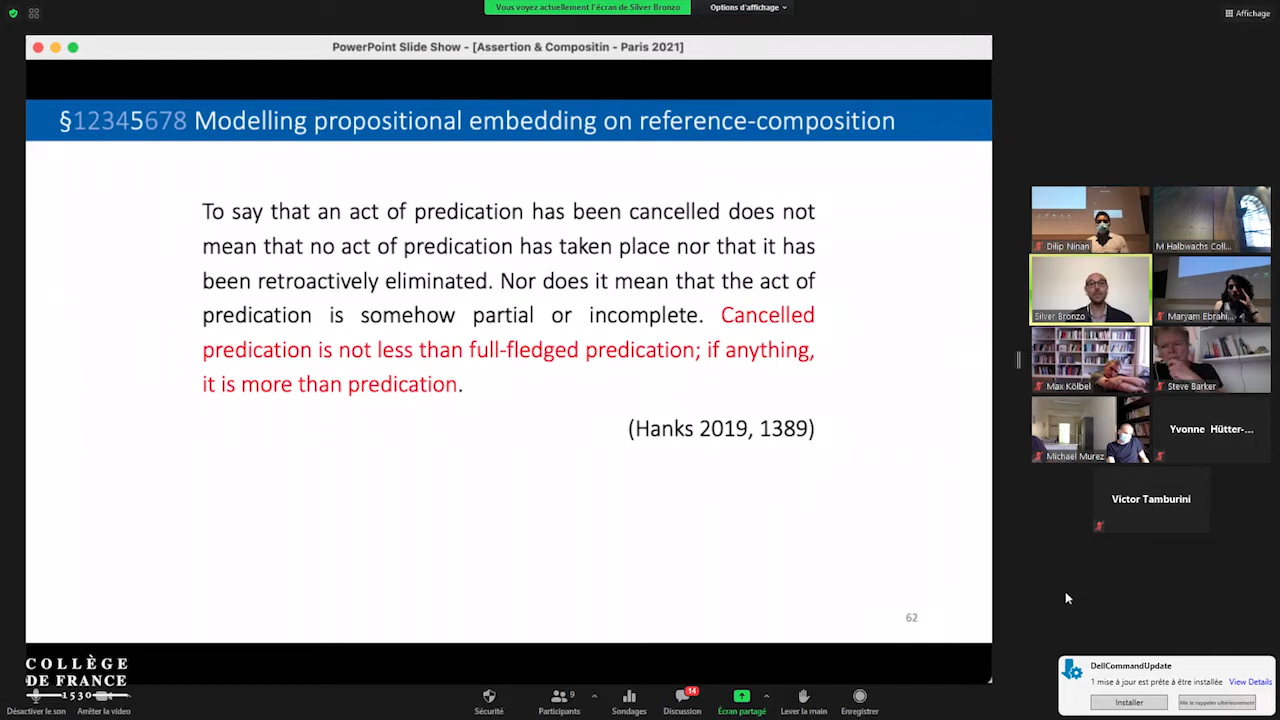 Vous voyez actuellement l'écran de Silver Bronzo
Options d'affichage
Affichage
PowerPoint Slide Show - [Assertion & Compositin - Paris 2021]
§12345678 Modelling propositional embedding on reference-composition
To say that an act of predication has been cancelled does not
mean that no act of predication has taken place nor that it has
been retroactively eliminated. Nor does it mean that the act of
predication is somehow partial or incomplete. Cancelled
predication is not less than full-fledged predication; if anything,
it is more than predication.
(Hanks 2019, 1389)
62
Dilip Ninan
M Halbwachs Coll...
Silver Bronzo
Maryam Ebrahi...
Max Kölbel
Steve Barker
Michael Murez
Yvonne Hütter-...
Victor Tamburini
COLLÈGE
DE FRANCE
1530
DellCommandUpdate
1 mise à jour est prête à être installée
View Details
Installer
Me le rappeler ultérieurement
Désactiver le son
Arrêter la vidéo
Sécurité
Participants
9
Sondages
Discussion
14
Écran partagé
Lever la main
Enregistrer